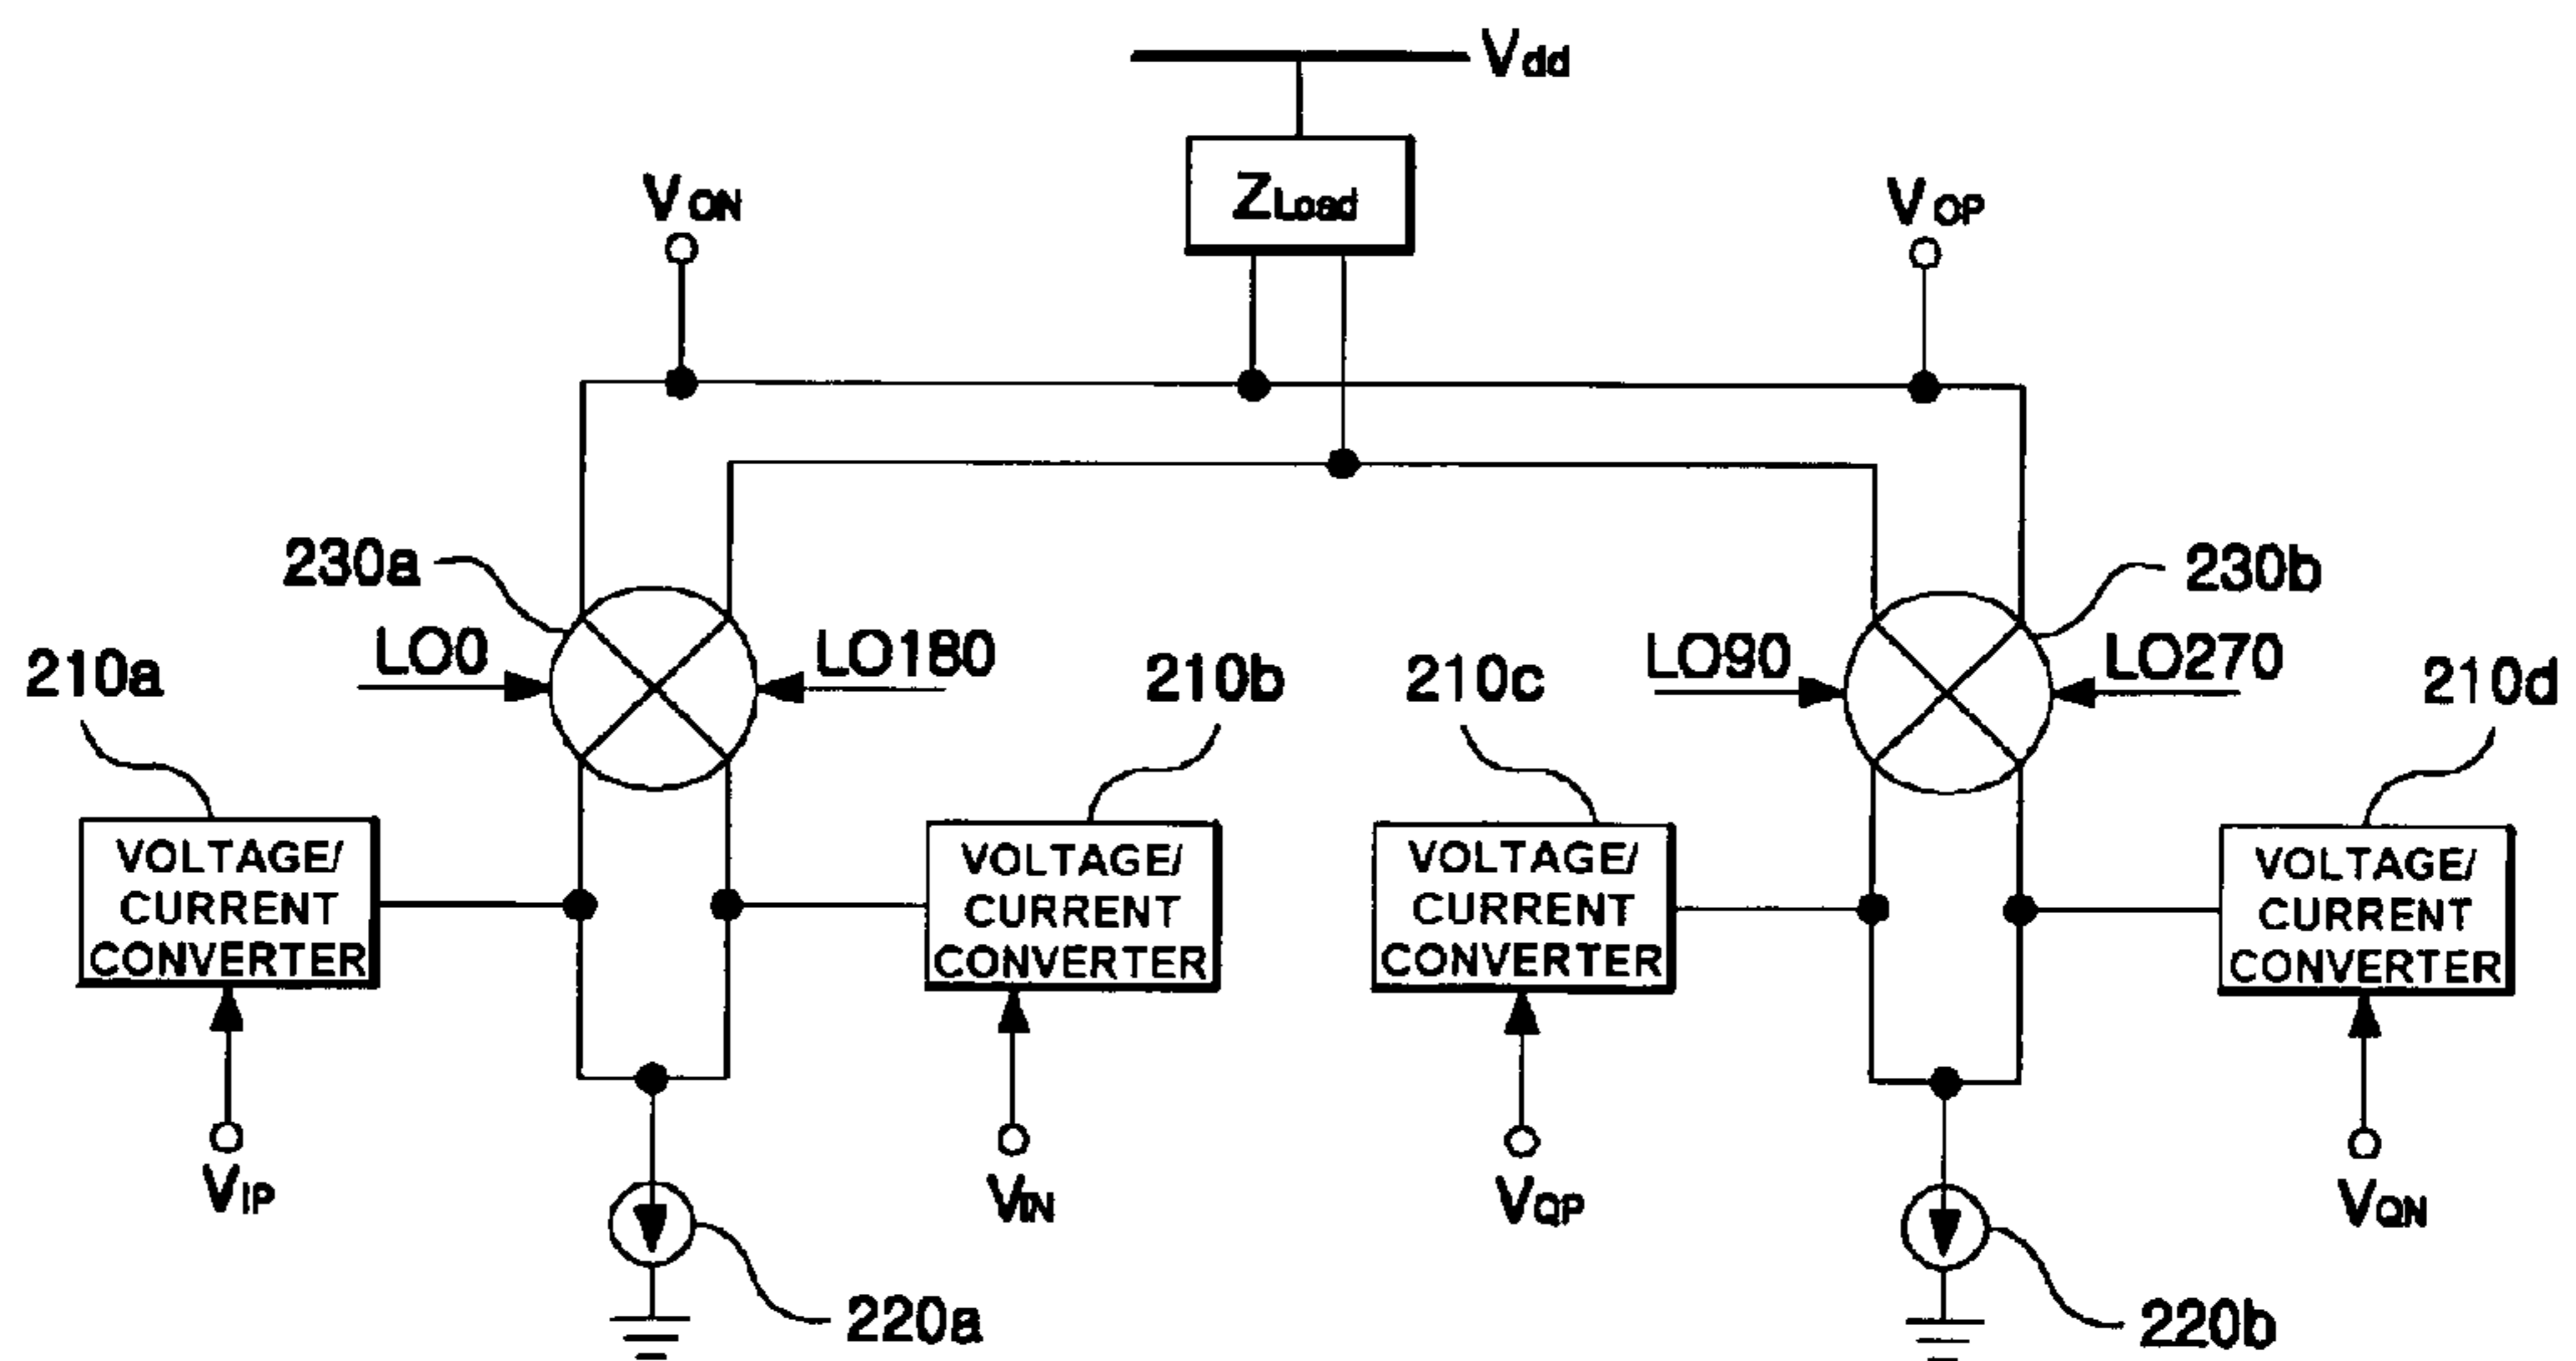 Vdd
ZLoad
VON
VOP
230a
230b
LO0
LO180
LO90
LO270
210a
210b
210c
210d
VOLTAGE/
CURRENT
CONVERTER
VOLTAGE/
CURRENT
CONVERTER
VOLTAGE/
CURRENT
CONVERTER
VOLTAGE/
CURRENT
CONVERTER
VIP
VIN
VQP
VQN
220a
220b